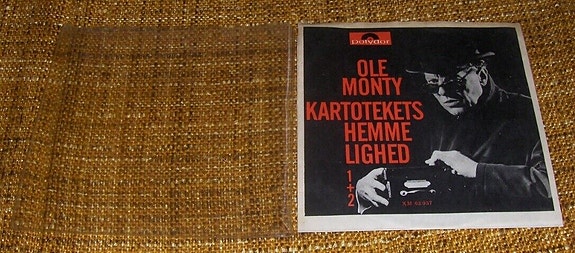 Polydor
OLE
MONTY
KARTOTEKETS
HEMME
LIGHED
1+2